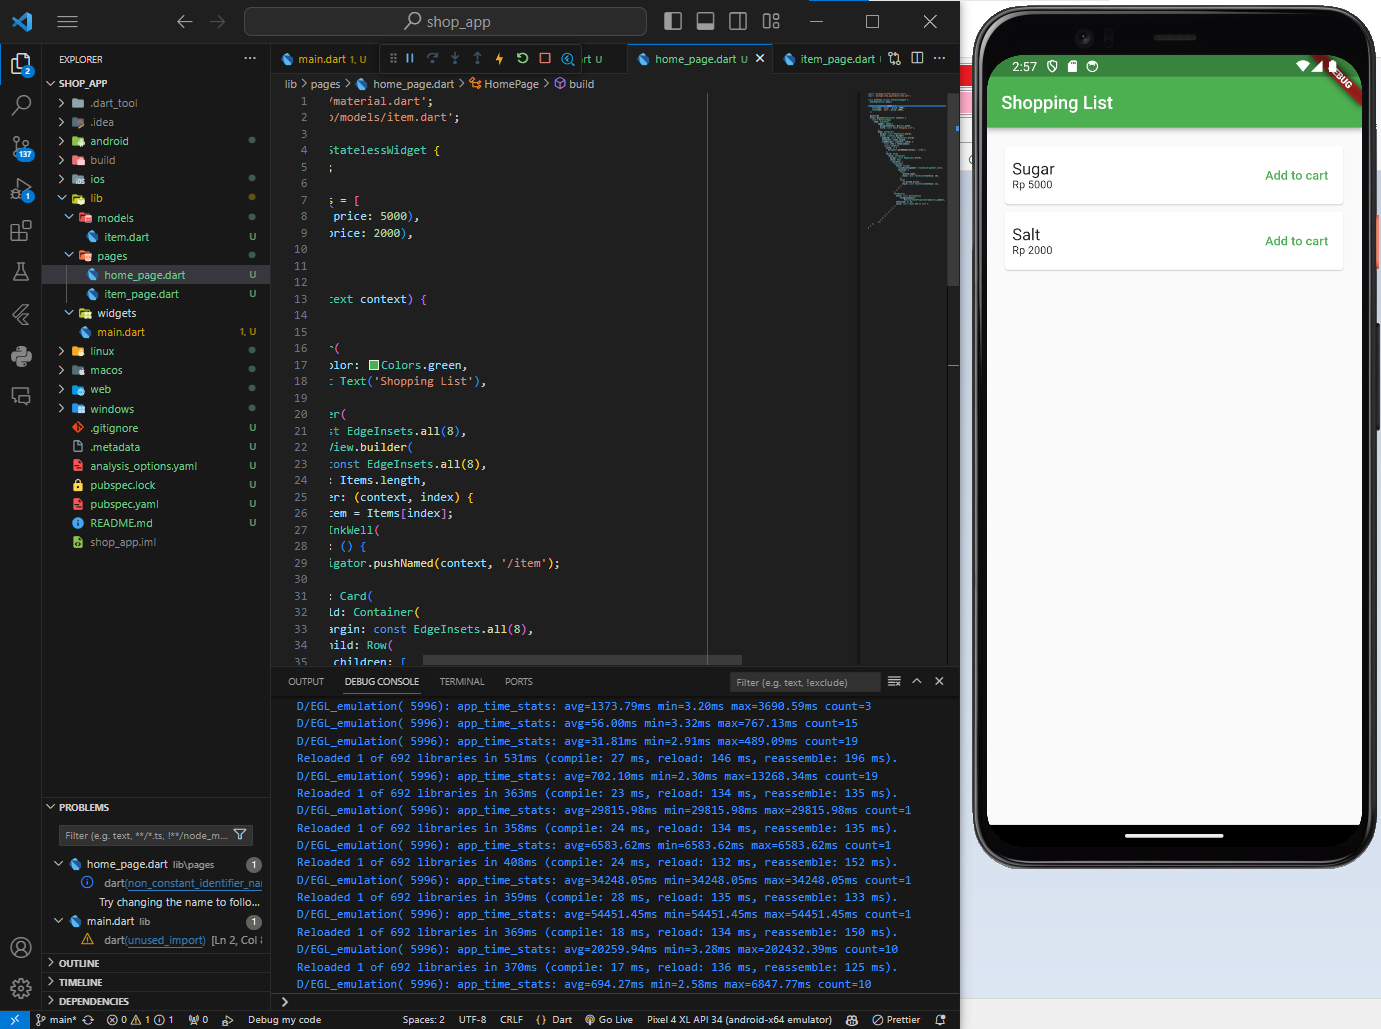 shop_app
EXPLORER
SHOP_APP
.dart_tool
.idea
android
build
ios
lib
models
item.dart U
pages
home_page.dart U
item_page.dart U
widgets
main.dart 1, U
linux
macos
web
windows
.gitignore U
.metadata U
analysis_options.yaml U
pubspec.lock U
pubspec.yaml U
README.md U
shop_app.iml
PROBLEMS
Filter (e.g. text, **/*.ts, !**/node_m...
home_page.dart lib\pages 1
dart(non_constant_identifier_na
Try changing the name to follo...
main.dart lib 1
dart(unused_import) [Ln 2, Col 8
OUTLINE
TIMELINE
DEPENDENCIES
2
137
1
main.dart 1, U
rt U
home_page.dart U
item_page.dart
lib > pages > home_page.dart > HomePage > build
1 /material.dart';
2 o/models/item.dart';
3
4 StatelessWidget {
5 ;
6
7 s = [
8 price: 5000),
9 price: 2000),
10
11
12
13 text context) {
14
15
16 r(
17 olor: Colors.green,
18 t Text('Shopping List'),
19
20 er(
21 st EdgeInsets.all(8),
22 View.builder(
23 const EdgeInsets.all(8),
24 : Items.length,
25 er: (context, index) {
26 tem = Items[index];
27 InkWell(
28 : () {
29 igator.pushNamed(context, '/item');
30
31 : Card(
32 ld: Container(
33 argin: const EdgeInsets.all(8),
34 hild: Row(
35 children: [
OUTPUT DEBUG CONSOLE TERMINAL PORTS
Filter (e.g. text, !exclude)
D/EGL_emulation( 5996): app_time_stats: avg=1373.79ms min=3.20ms max=3690.59ms count=3
D/EGL_emulation( 5996): app_time_stats: avg=56.00ms min=3.32ms max=767.13ms count=15
D/EGL_emulation( 5996): app_time_stats: avg=31.81ms min=2.91ms max=489.09ms count=19
Reloaded 1 of 692 libraries in 531ms (compile: 27 ms, reload: 146 ms, reassemble: 196 ms).
D/EGL_emulation( 5996): app_time_stats: avg=702.10ms min=2.30ms max=13268.34ms count=19
Reloaded 1 of 692 libraries in 363ms (compile: 23 ms, reload: 134 ms, reassemble: 135 ms).
D/EGL_emulation( 5996): app_time_stats: avg=29815.98ms min=29815.98ms max=29815.98ms count=1
Reloaded 1 of 692 libraries in 358ms (compile: 24 ms, reload: 134 ms, reassemble: 135 ms).
D/EGL_emulation( 5996): app_time_stats: avg=6583.62ms min=6583.62ms max=6583.62ms count=1
Reloaded 1 of 692 libraries in 408ms (compile: 24 ms, reload: 132 ms, reassemble: 152 ms).
D/EGL_emulation( 5996): app_time_stats: avg=34248.05ms min=34248.05ms max=34248.05ms count=1
Reloaded 1 of 692 libraries in 359ms (compile: 28 ms, reload: 135 ms, reassemble: 133 ms).
D/EGL_emulation( 5996): app_time_stats: avg=54451.45ms min=54451.45ms max=54451.45ms count=1
Reloaded 1 of 692 libraries in 369ms (compile: 18 ms, reload: 134 ms, reassemble: 150 ms).
D/EGL_emulation( 5996): app_time_stats: avg=20259.94ms min=3.28ms max=202432.39ms count=10
Reloaded 1 of 692 libraries in 370ms (compile: 17 ms, reload: 136 ms, reassemble: 125 ms).
D/EGL_emulation( 5996): app_time_stats: avg=694.27ms min=2.58ms max=6847.77ms count=10
main* 0 1 1 0 Debug my code Spaces: 2 UTF-8 CRLF {} Dart Go Live Pixel 4 XL API 34 (android-x64 emulator) Prettier
2:57
DEBUG
Shopping List
Sugar
Rp 5000
Add to cart
Salt
Rp 2000
Add to cart